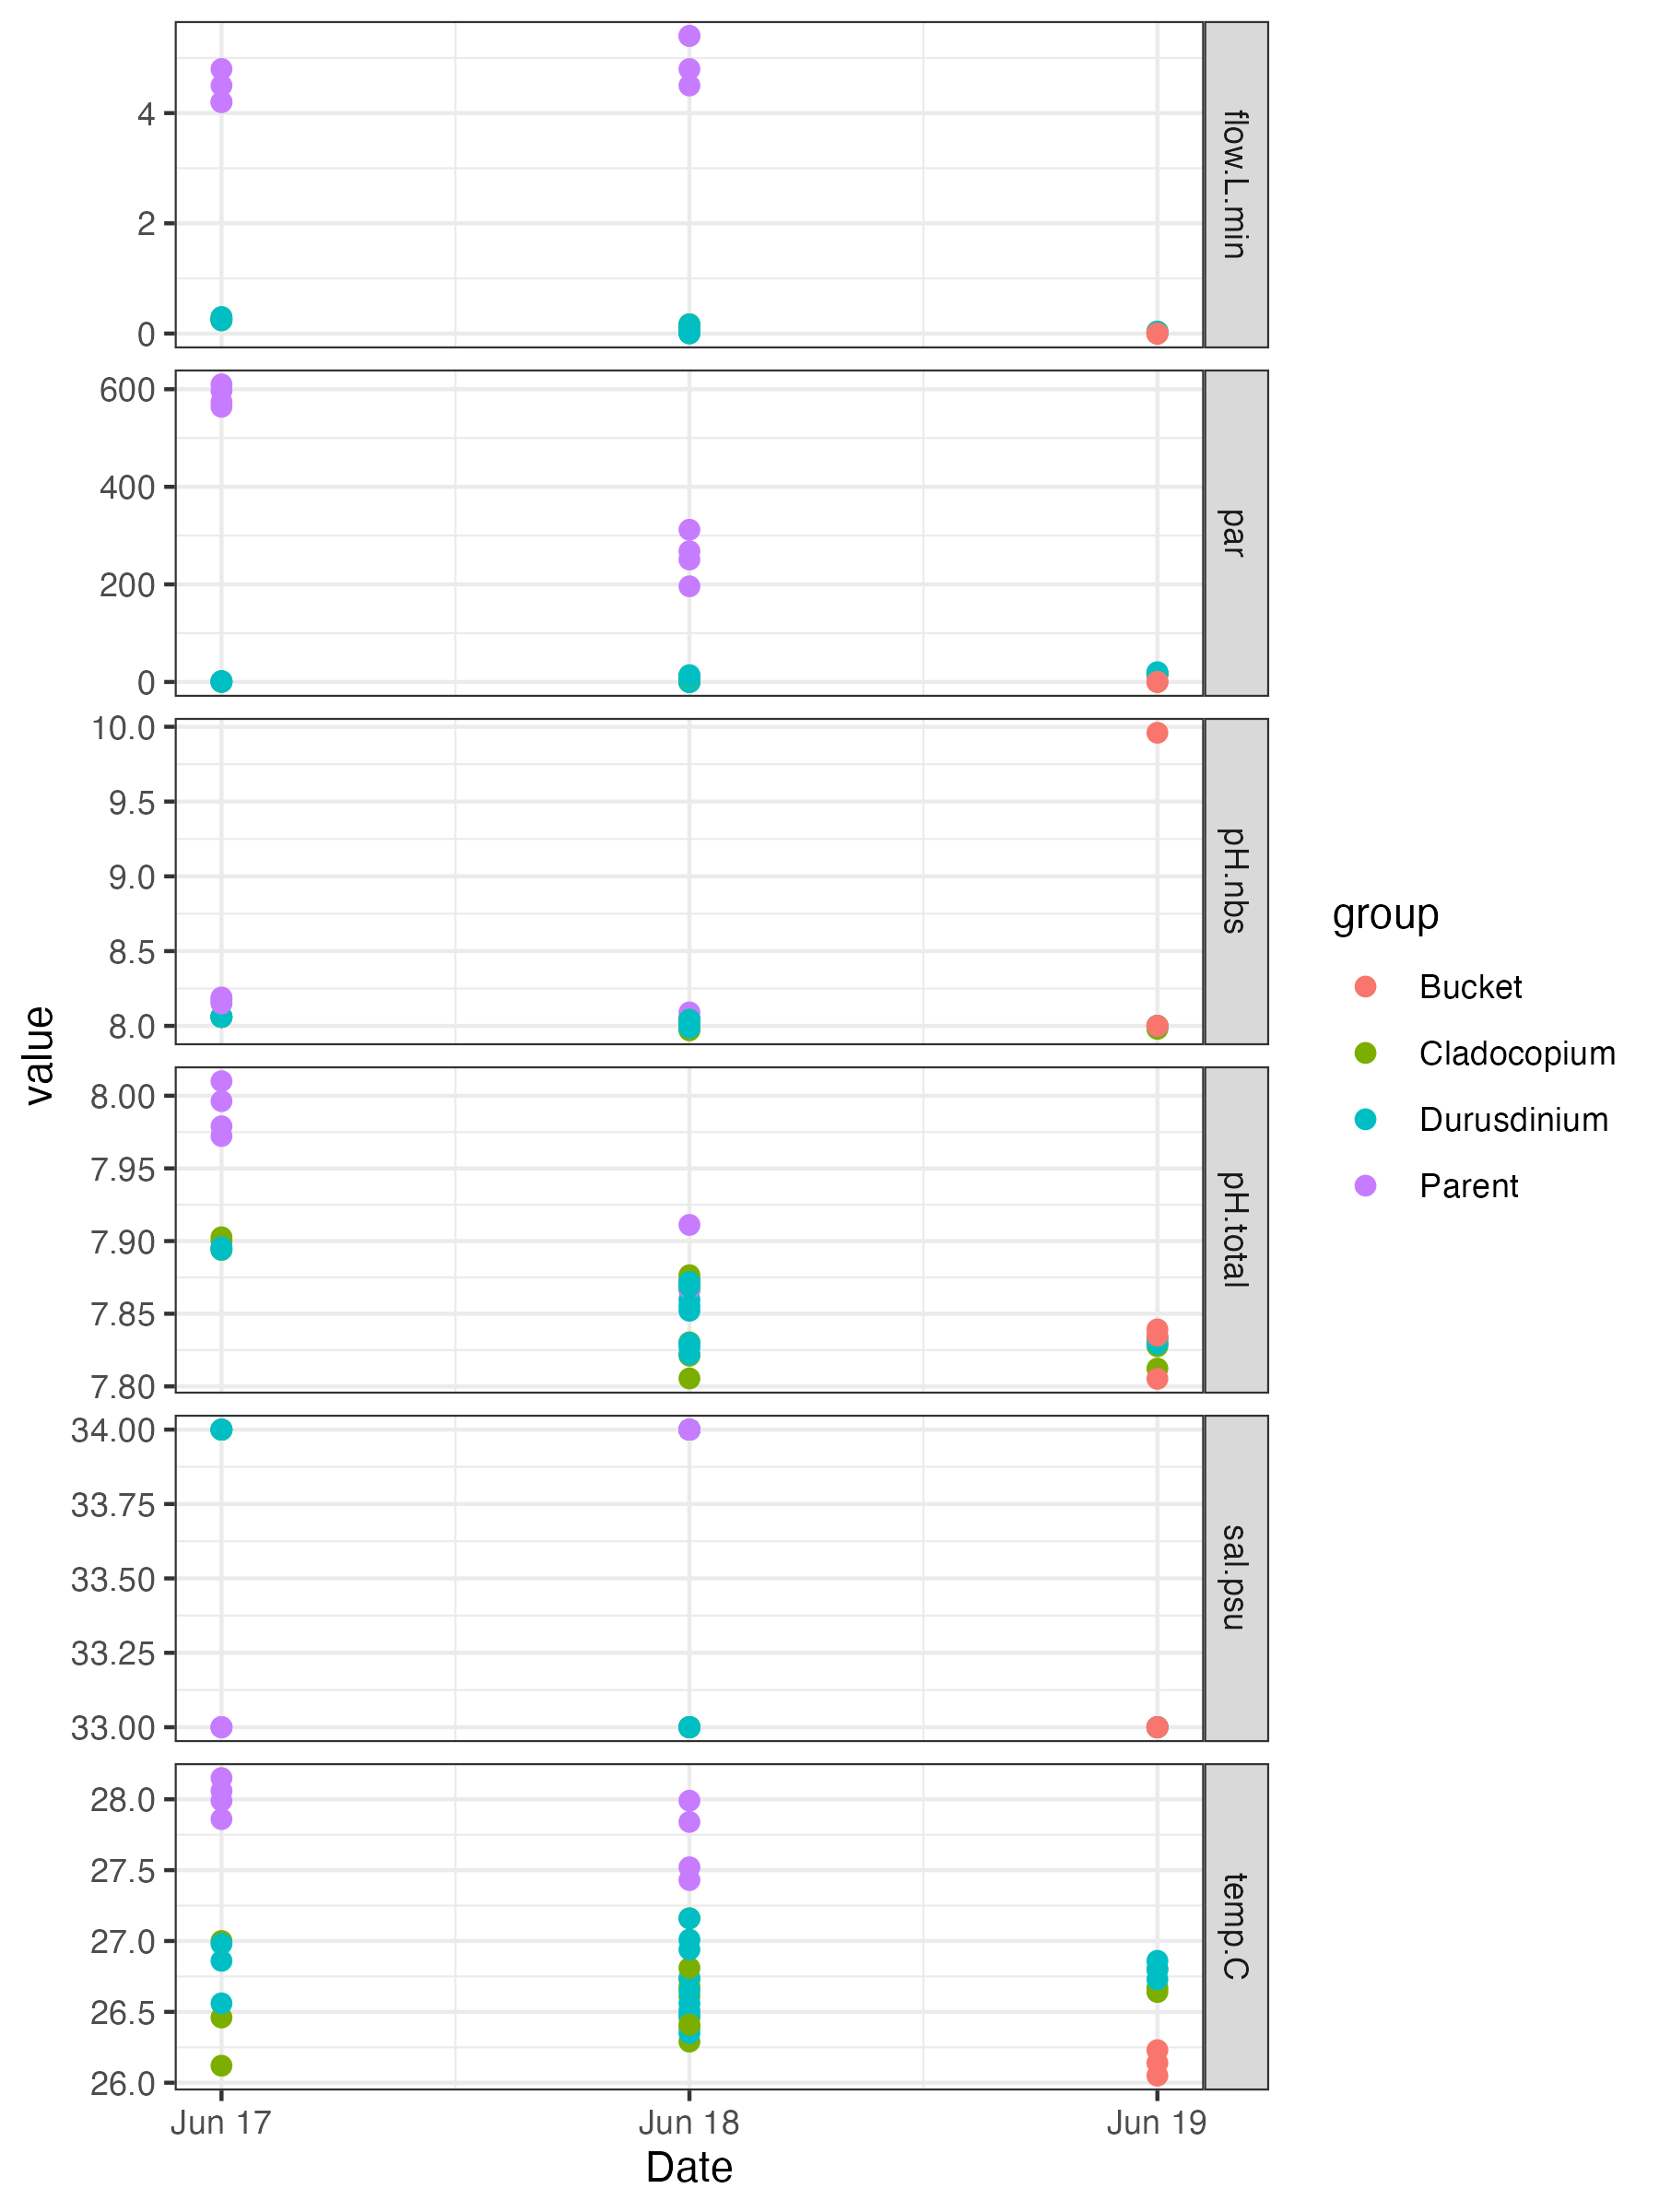 4
2
0
flow.L.min
600
400
200
0
par
10.0
9.5
9.0
8.5
8.0
pH.nbs
8.00
7.95
7.90
7.85
7.80
pH.total
34.00
33.75
33.50
33.25
33.00
sal.psu
28.0
27.5
27.0
26.5
26.0
temp.C
Jun 17
Jun 18
Jun 19
Date
value
group
Bucket
Cladocopium
Durusdinium
Parent